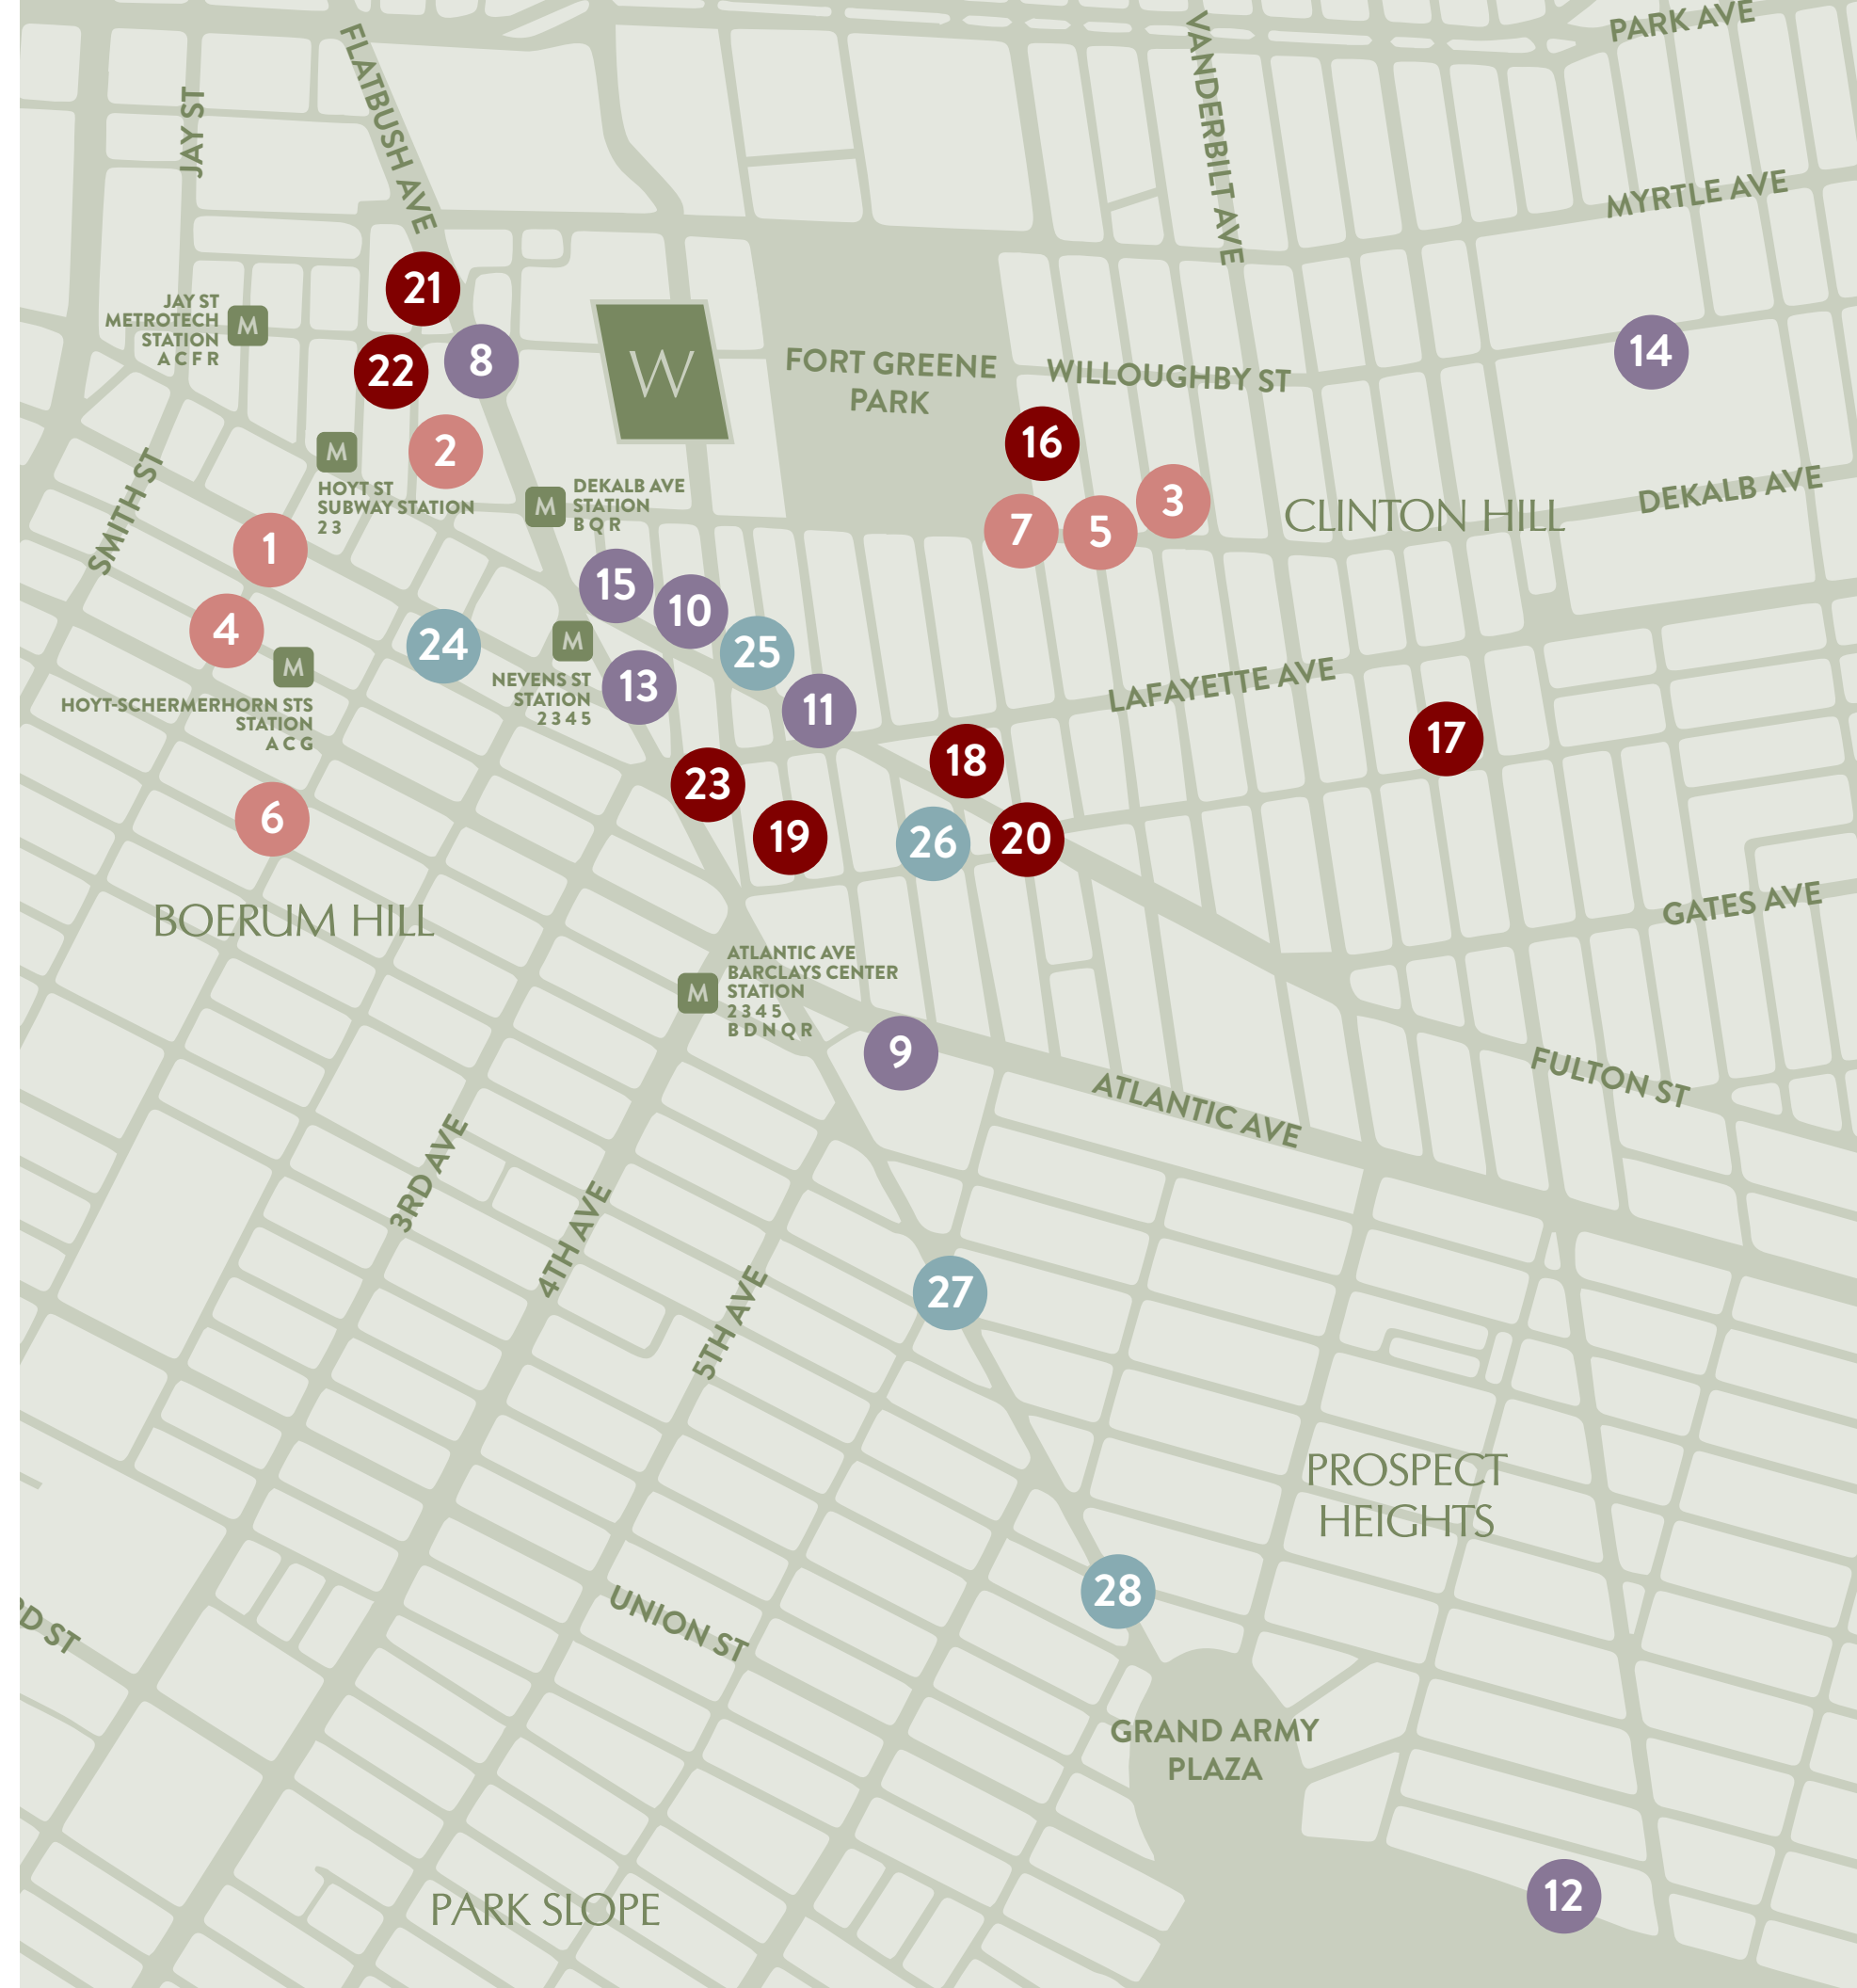 PARK AVE
FLATBUSH AVE
VANDERBILT AVE
JAY ST
MYRTLE AVE
21
JAY ST
METROTECH
STATION
A C F R
M
22
8
W
FORT GREENE
PARK
WILLOUGHBY ST
14
SMITH ST
M
HOYT ST
SUBWAY STATION
2 3
2
M
DEKALB AVE
STATION
B Q R
16
7
5
3
CLINTON HILL
DEKALB AVE
1
15
10
4
24
M
NEVENS ST
STATION
2 3 4 5
13
25
11
M
HOYT-SCHERMERHORN STS
STATION
A C G
LAFAYETTE AVE
17
23
18
6
19
26
20
BOERUM HILL
GATES AVE
M
ATLANTIC AVE
BARCLAYS CENTER
STATION
2 3 4 5
B D N Q R
9
ATLANTIC AVE
FULTON ST
3RD AVE
4TH AVE
5TH AVE
27
PROSPECT
HEIGHTS
28
UNION ST
RD ST
GRAND ARMY
PLAZA
12
PARK SLOPE